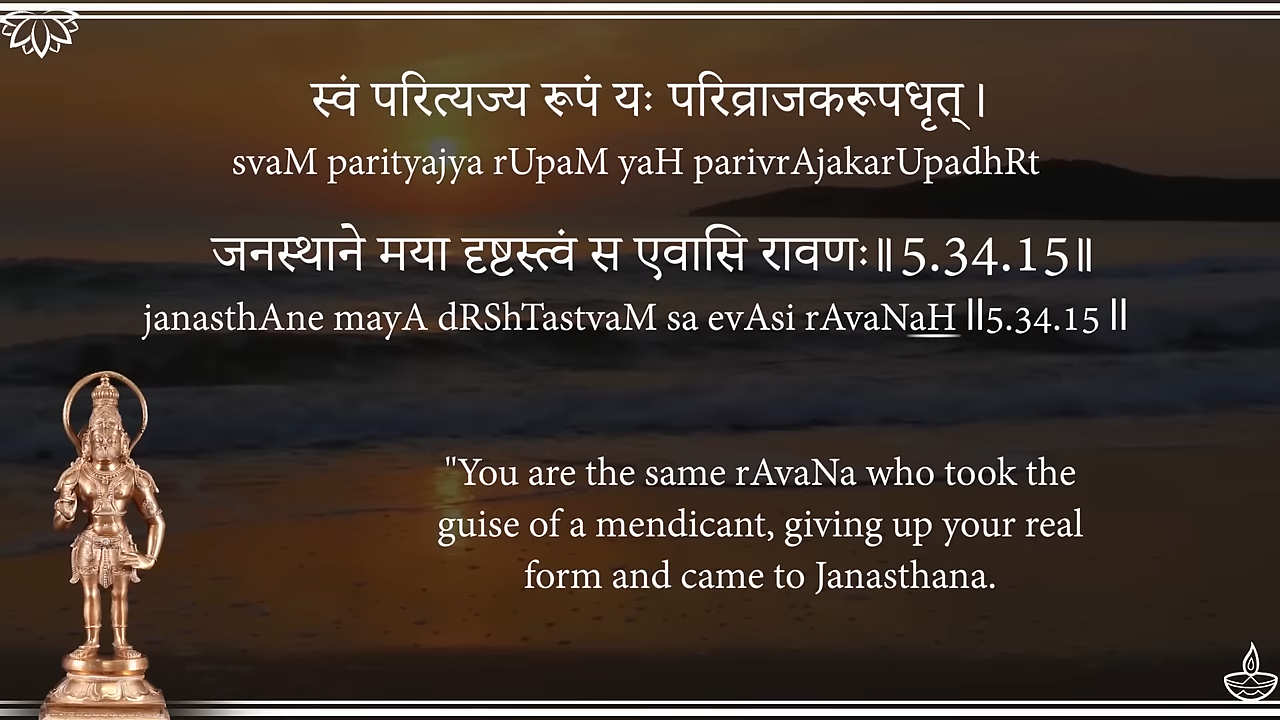 स्वं परित्यज्य रूपं यः परिव्राजकरूपधृत् ।
svaM parityajya rUpaM yaH parivrAjakarUpadhRt
जनस्थाने मया दृष्टस्त्वं स एवासि रावणः॥5.34.15॥
janasthAne mayA dRShTastvaM sa evAsi rAvaNaH ॥5.34.15 ॥
"You are the same rAvaNa who took the
guise of a mendicant, giving up your real
form and came to Janasthana.